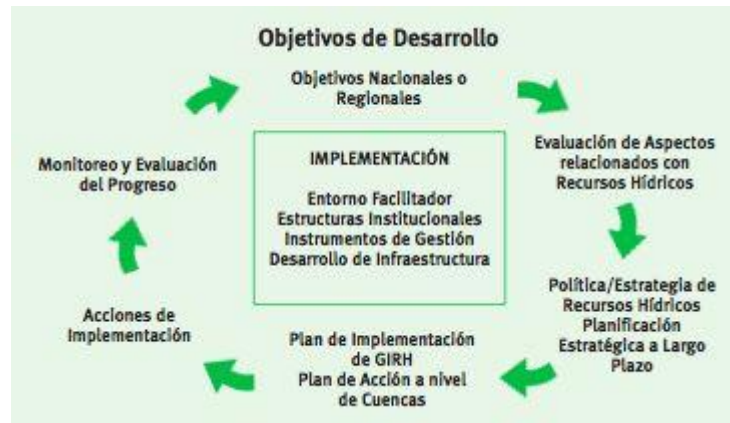 Objetivos de Desarrollo
Objetivos Nacionales o
Regionales
Evaluación de Aspectos
relacionados con
Recursos Hídricos
Política/Estrategia de
Recursos Hídricos
Planificación
Estratégica a Largo
Plazo
Plan de Implementación
de GIRH
Plan de Acción a nivel
de Cuencas
Acciones de
Implementación
Monitoreo y Evaluación
del Progreso
IMPLEMENTACIÓN
Entorno Facilitador
Estructuras Institucionales
Instrumentos de Gestión
Desarrollo de Infraestructura